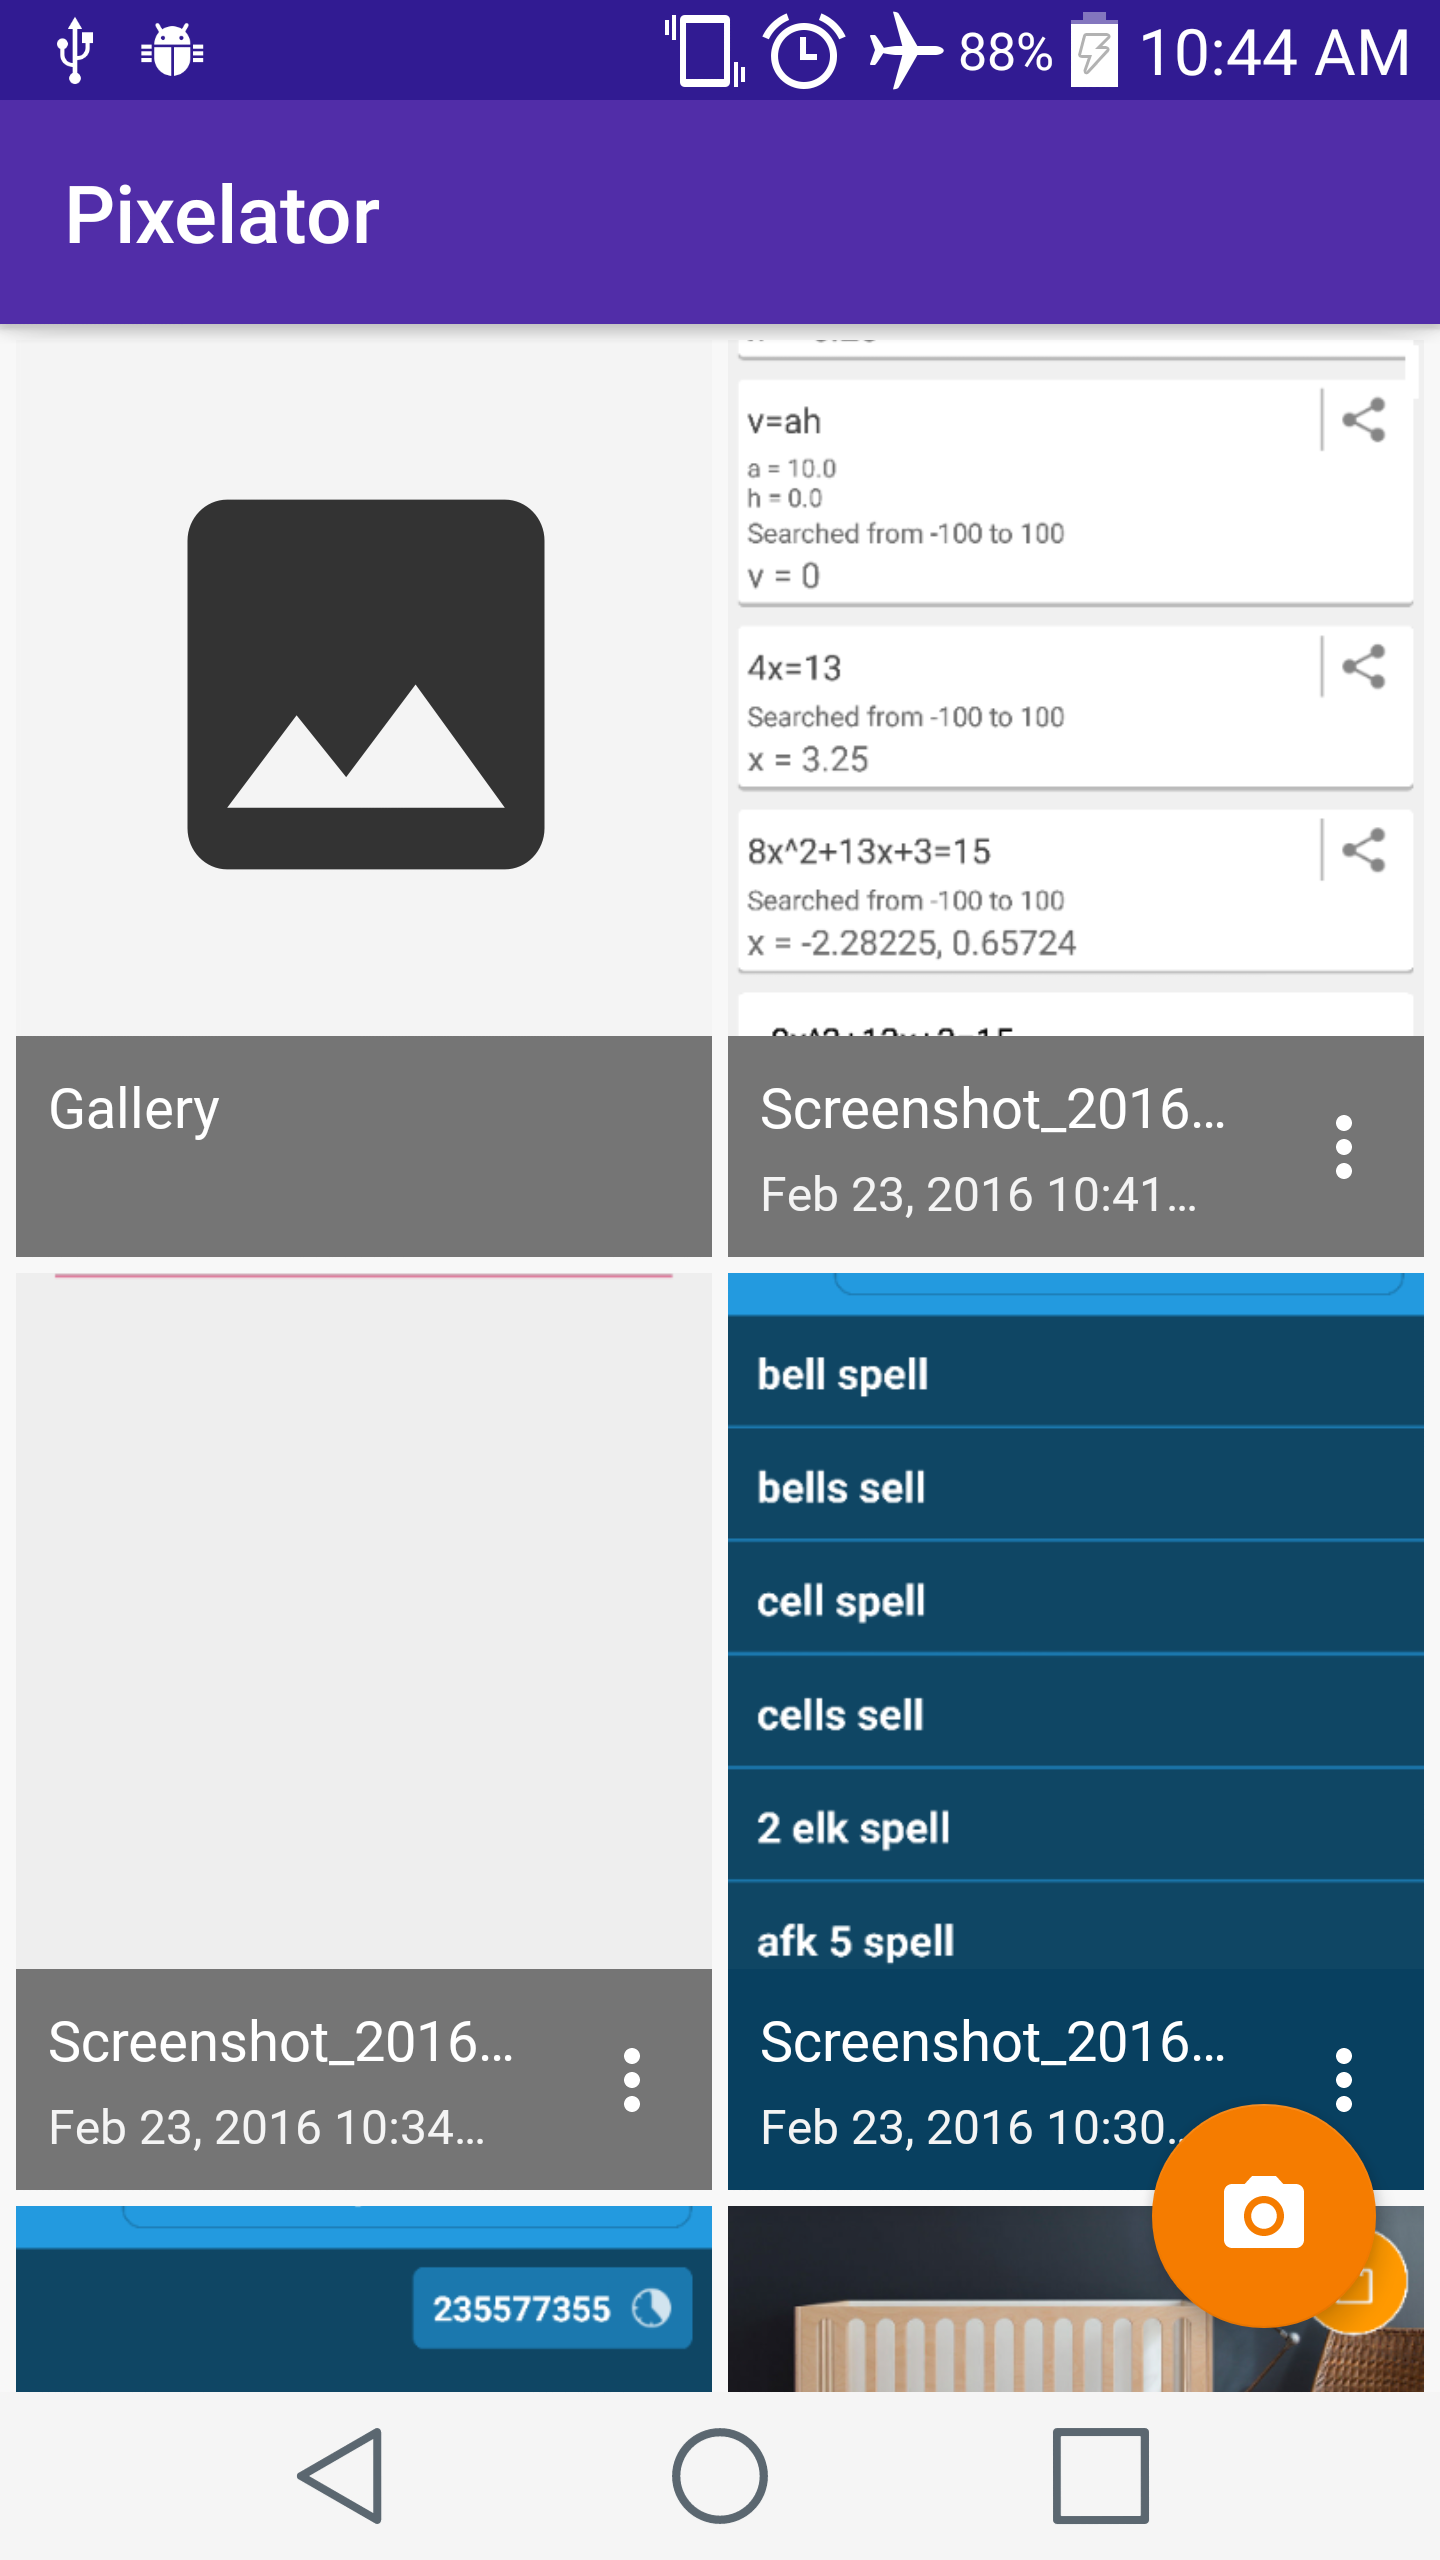 88% 10:44 AM
Pixelator
v=ah
a = 10.0
h = 0.0
Searched from -100 to 100
v = 0
4x=13
Searched from -100 to 100
x = 3.25
8x^2+13x+3=15
Searched from -100 to 100
x = -2.28225, 0.65724
Gallery
Screenshot_2016...
Feb 23, 2016 10:41...
bell spell
bells sell
cell spell
cells sell
2 elk spell
afk 5 spell
Screenshot_2016...
Feb 23, 2016 10:34...
Screenshot_2016...
Feb 23, 2016 10:30...
235577355